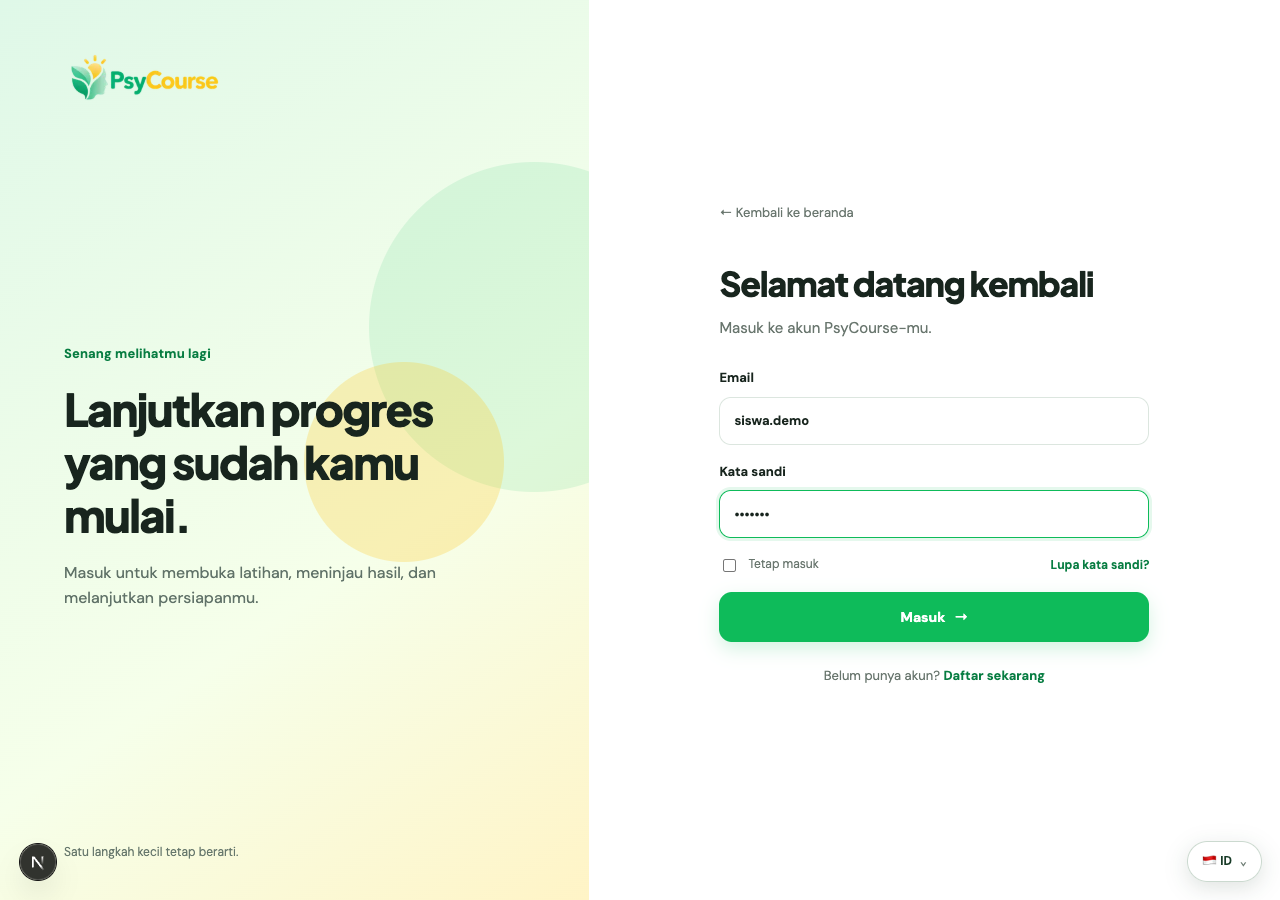 PsyCourse
Senang melihatmu lagi
Lanjutkan progres
yang sudah kamu
mulai.
Masuk untuk membuka latihan, meninjau hasil, dan
melanjutkan persiapanmu.
Satu langkah kecil tetap berarti.
N
← Kembali ke beranda
Selamat datang kembali
Masuk ke akun PsyCourse-mu.
Email
siswa.demo
Kata sandi
•••••••
Tetap masuk
Lupa kata sandi?
Masuk →
Belum punya akun? Daftar sekarang
🇮🇩 ID